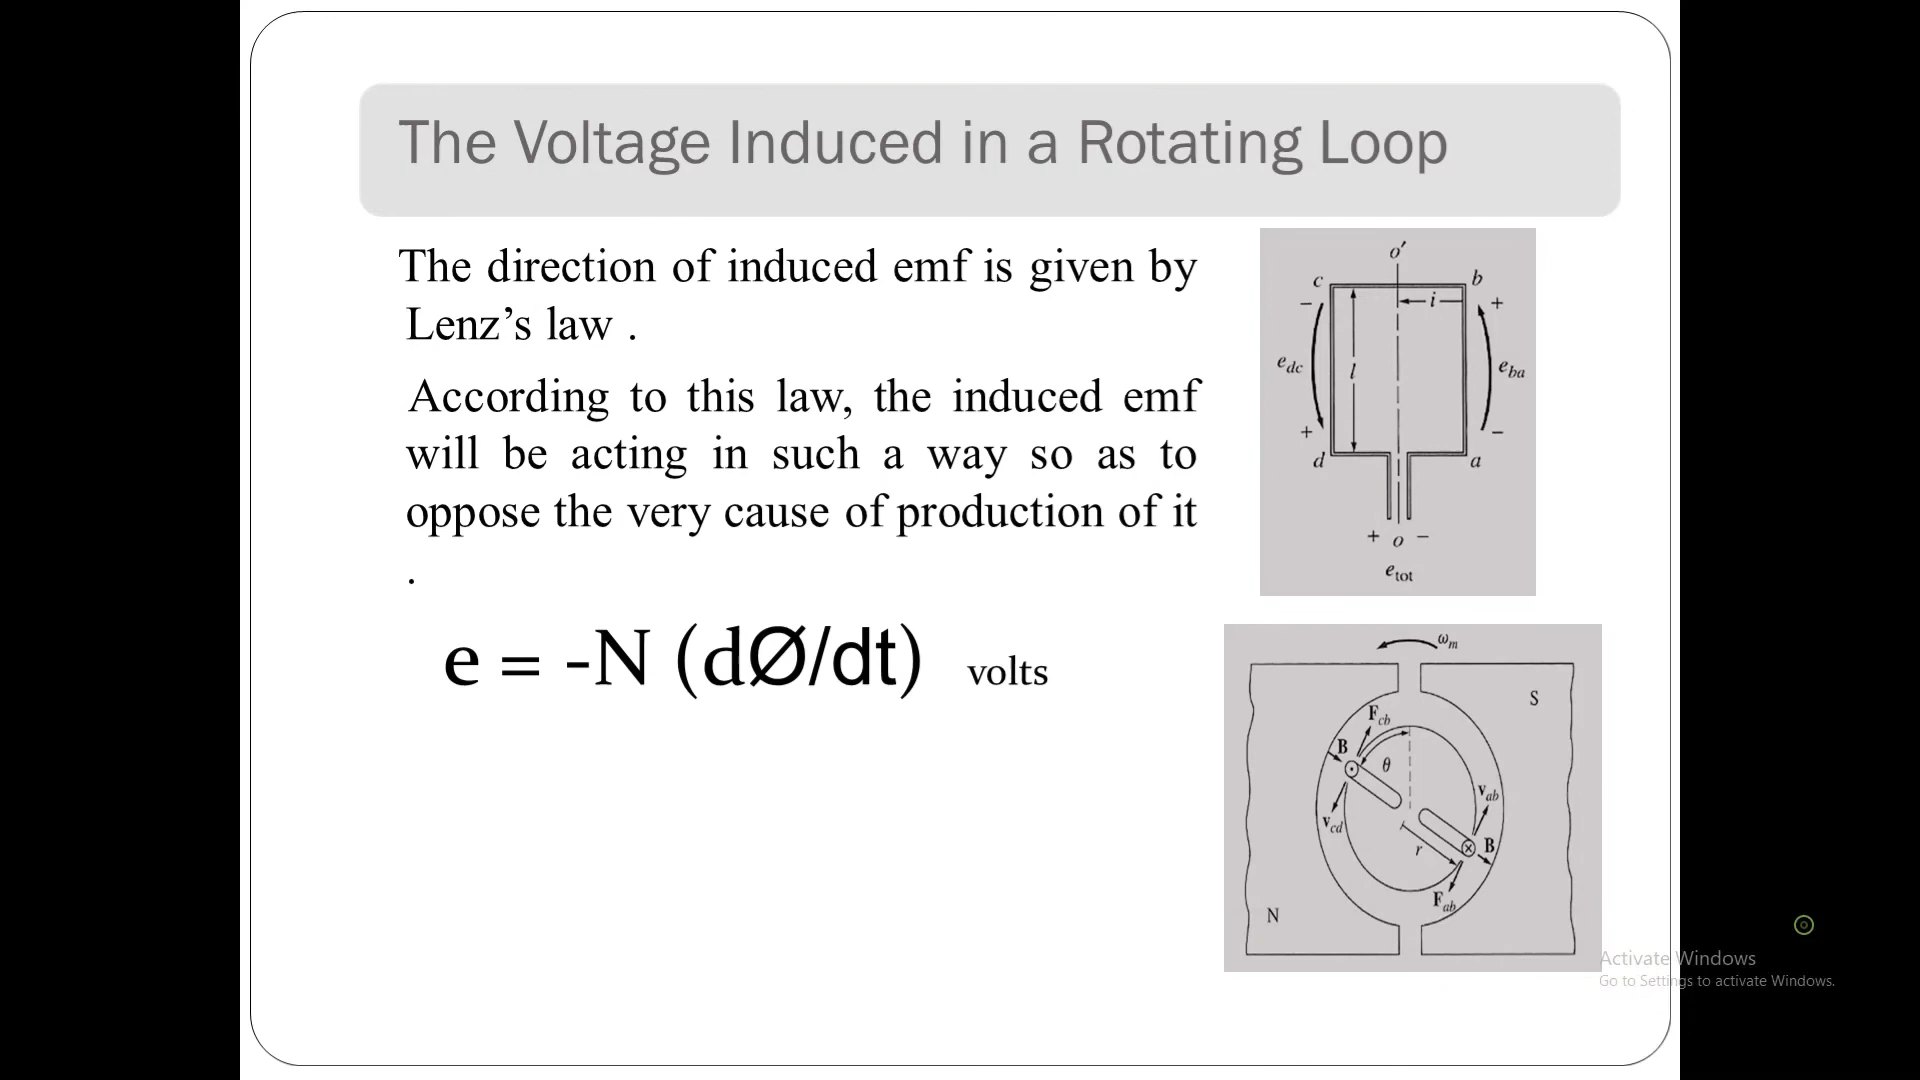 The Voltage Induced in a Rotating Loop
The direction of induced emf is given by
Lenz's law .
According to this law, the induced emf
will be acting in such a way so as to
oppose the very cause of production of it
.
e = -N (dØ/dt) volts
o′
c
b
−
i
+
e_dc
l
e_ba
+
−
d
a
+ o −
e_tot
ω_m
S
F_cb
B
θ
v_ab
v_cd
B
r
F_ab
N
Activate Windows
Go to Settings to activate Windows.